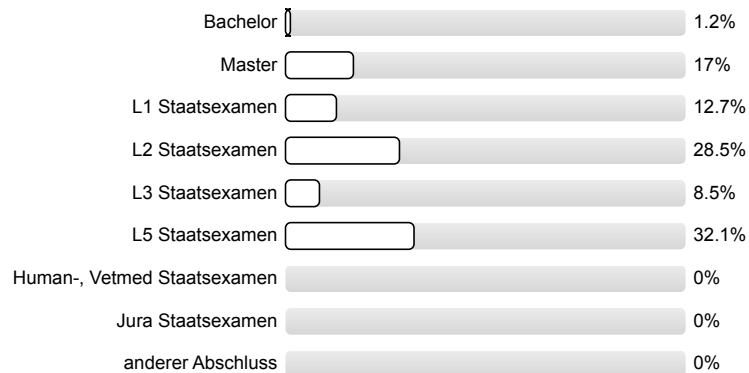 Bachelor 1.2%
Master 17%
L1 Staatsexamen 12.7%
L2 Staatsexamen 28.5%
L3 Staatsexamen 8.5%
L5 Staatsexamen 32.1%
Human-, Vetmed Staatsexamen 0%
Jura Staatsexamen 0%
anderer Abschluss 0%